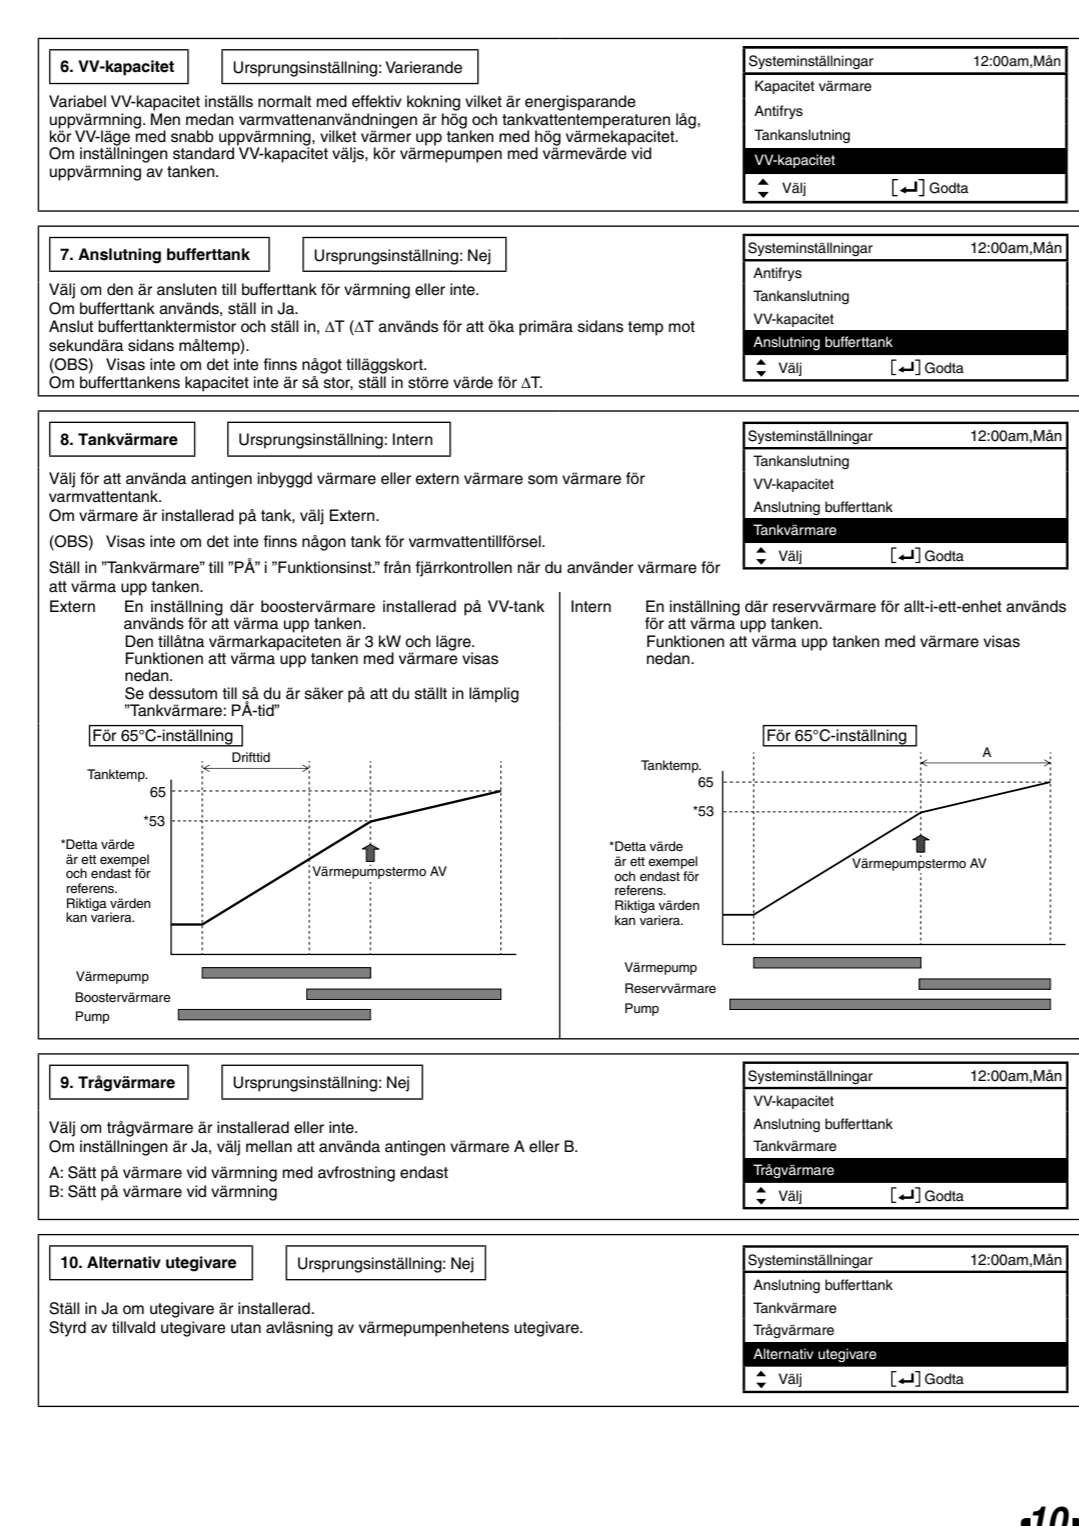 6. VV-kapacitet
Ursprungsinställning: Varierande
Variabel VV-kapacitet inställs normalt med effektiv kokning vilket är energisparande
uppvärmning. Men medan varmvattenanvändningen är hög och tankvattentemperaturen låg,
kör VV-läge med snabb uppvärmning, vilket värmer upp tanken med hög värmekapacitet.
Om inställningen standard VV-kapacitet väljs, kör värmepumpen med värmevärde vid
uppvärmning av tanken.
Systeminställningar 12:00am,Mån
Kapacitet värmare
Antifrys
Tankanslutning
VV-kapacitet
Välj [↵] Godta
7. Anslutning bufferttank
Ursprungsinställning: Nej
Välj om den är ansluten till bufferttank för värmning eller inte.
Om bufferttank används, ställ in Ja.
Anslut bufferttanktermistor och ställ in, ΔT (ΔT används för att öka primära sidans temp mot
sekundära sidans måltemp).
(OBS) Visas inte om det inte finns något tilläggskort.
Om bufferttankens kapacitet inte är så stor, ställ in större värde för ΔT.
Systeminställningar 12:00am,Mån
Antifrys
Tankanslutning
VV-kapacitet
Anslutning bufferttank
Välj [↵] Godta
8. Tankvärmare
Ursprungsinställning: Intern
Välj för att använda antingen inbyggd värmare eller extern värmare som värmare för
varmvattentank.
Om värmare är installerad på tank, välj Extern.
(OBS) Visas inte om det inte finns någon tank för varmvattentillförsel.
Ställ in ”Tankvärmare” till ”PÅ” i ”Funktionsinst.” från fjärrkontrollen när du använder värmare för
att värma upp tanken.
Systeminställningar 12:00am,Mån
Tankanslutning
VV-kapacitet
Anslutning bufferttank
Tankvärmare
Välj [↵] Godta
Extern En inställning där boostervärmare installerad på VV-tank
används för att värma upp tanken.
Den tillåtna värmarkapaciteten är 3 kW och lägre.
Funktionen att värma upp tanken med värmare visas
nedan.
Se dessutom till så du är säker på att du ställt in lämplig
”Tankvärmare: PÅ-tid”
För 65°C-inställning
Drifttid
Tanktemp.
65
*53
*Detta värde
är ett exempel
och endast för
referens.
Riktiga värden
kan variera.
Värmepumpstermo AV
Värmepump
Boostervärmare
Pump
Intern En inställning där reservvärmare för allt-i-ett-enhet används
för att värma upp tanken.
Funktionen att värma upp tanken med värmare visas
nedan.
För 65°C-inställning
A
Tanktemp.
65
*53
*Detta värde
är ett exempel
och endast för
referens.
Riktiga värden
kan variera.
Värmepumpstermo AV
Värmepump
Reservvärmare
Pump
9. Trågvärmare
Ursprungsinställning: Nej
Välj om trågvärmare är installerad eller inte.
Om inställningen är Ja, välj mellan att använda antingen värmare A eller B.
A: Sätt på värmare vid värmning med avfrostning endast
B: Sätt på värmare vid värmning
Systeminställningar 12:00am,Mån
VV-kapacitet
Anslutning bufferttank
Tankvärmare
Trågvärmare
Välj [↵] Godta
10. Alternativ utegivare
Ursprungsinställning: Nej
Ställ in Ja om utegivare är installerad.
Styrd av tillvald utegivare utan avläsning av värmepumpenhetens utegivare.
Systeminställningar 12:00am,Mån
Anslutning bufferttank
Tankvärmare
Trågvärmare
Alternativ utegivare
Välj [↵] Godta
10